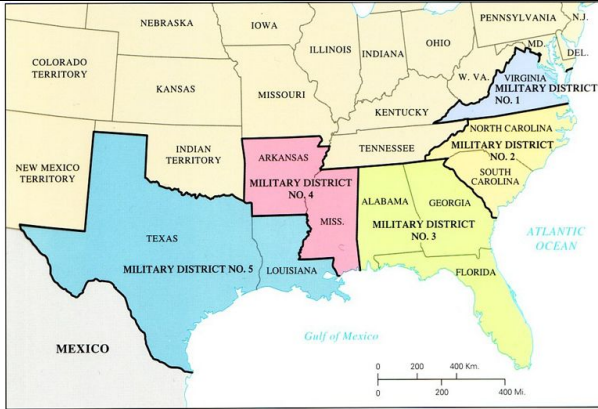 NEBRASKA
IOWA
PENNSYLVANIA
N.J.
COLORADO
TERRITORY
ILLINOIS
INDIANA
OHIO
MD.
DEL.
KANSAS
MISSOURI
W. VA.
VIRGINIA
MILITARY DISTRICT
NO. 1
KENTUCKY
NEW MEXICO
TERRITORY
INDIAN
TERRITORY
ARKANSAS
MILITARY DISTRICT
NO. 4
TENNESSEE
NORTH CAROLINA
MILITARY DISTRICT
NO. 2
SOUTH
CAROLINA
MISS.
ALABAMA
GEORGIA
MILITARY DISTRICT
NO. 3
ATLANTIC
OCEAN
TEXAS
MILITARY DISTRICT NO. 5
LOUISIANA
FLORIDA
MEXICO
Gulf of Mexico
0 200 400 Km.
0 200 400 Mi.